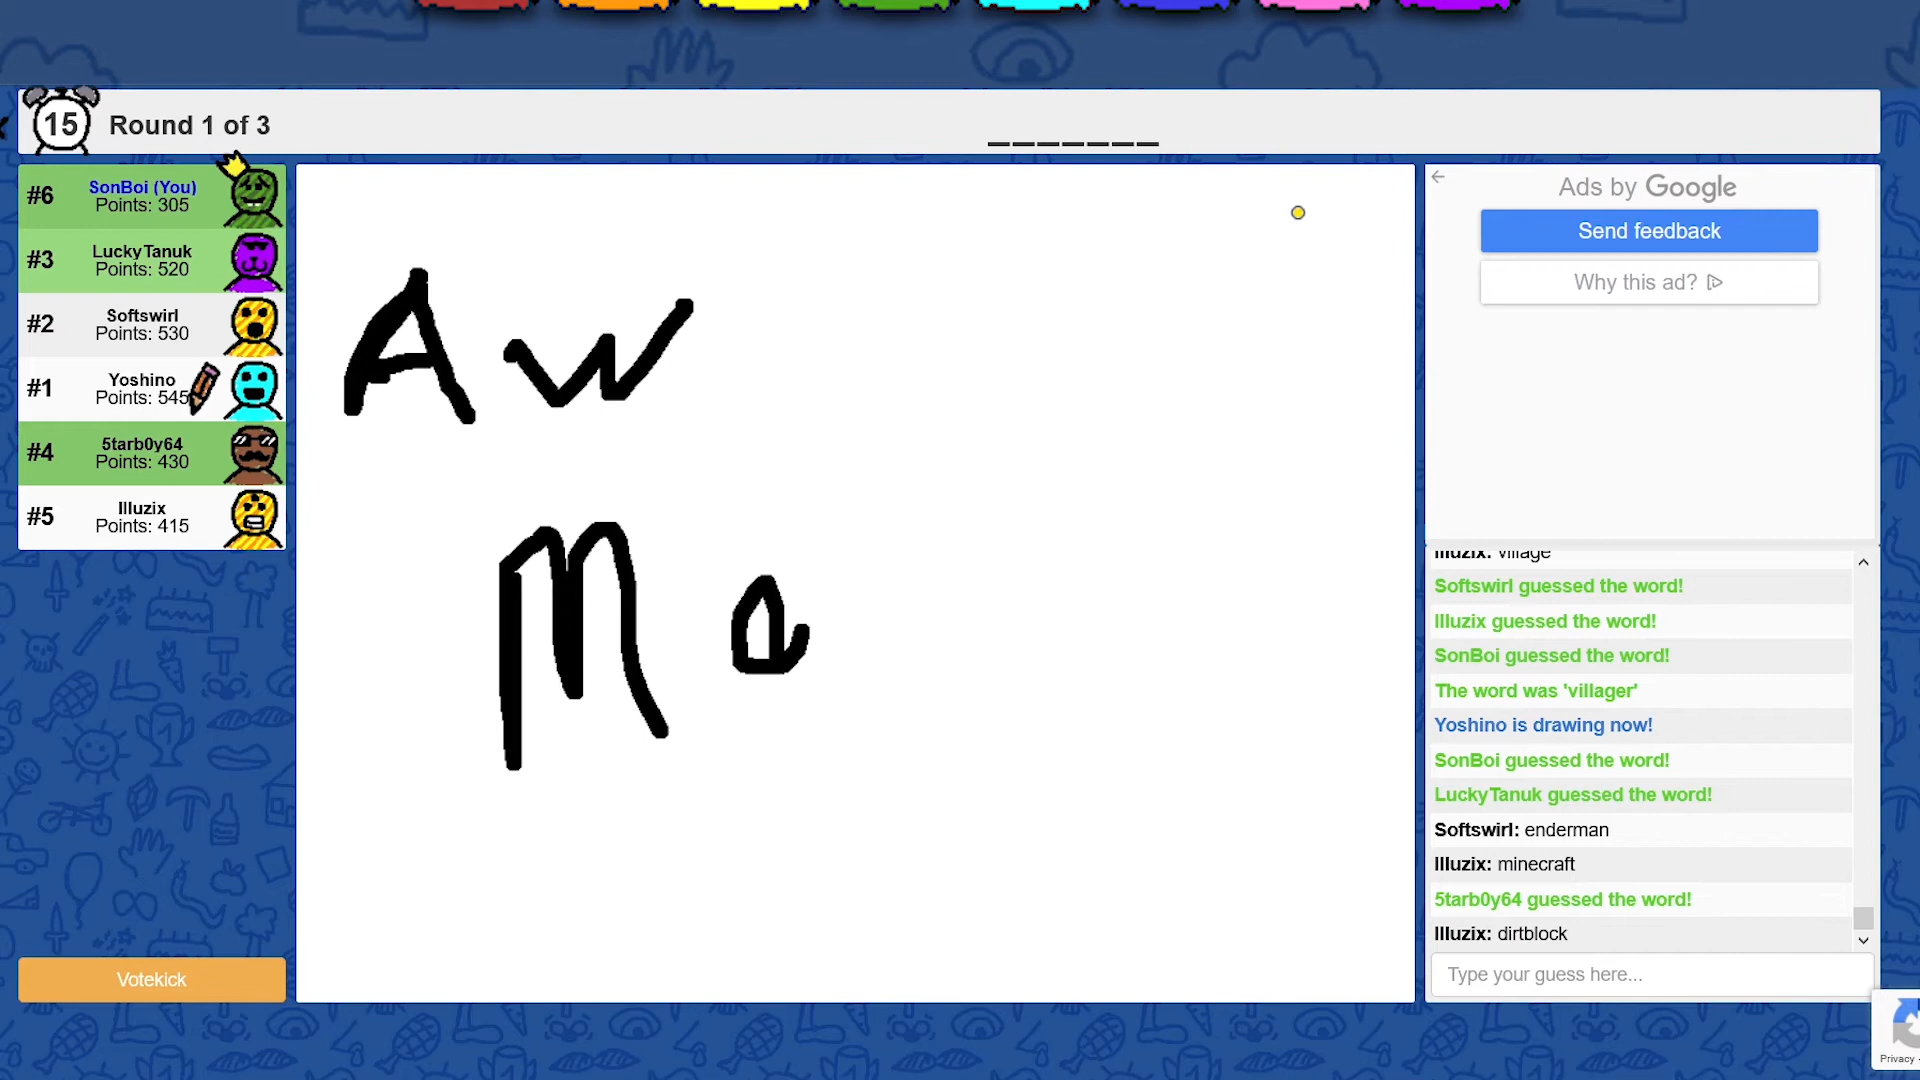 15 Round 1 of 3
_ _ _ _ _ _ _
#6 SonBoi (You)
Points: 305
#3 LuckyTanuk
Points: 520
#2 Softswirl
Points: 530
#1 Yoshino
Points: 545
#4 5tarb0y64
Points: 430
#5 Illuzix
Points: 415
Votekick
Aw
Ma
Ads by Google
Send feedback
Why this ad?
Illuzix: village
Softswirl guessed the word!
Illuzix guessed the word!
SonBoi guessed the word!
The word was 'villager'
Yoshino is drawing now!
SonBoi guessed the word!
LuckyTanuk guessed the word!
Softswirl: enderman
Illuzix: minecraft
5tarb0y64 guessed the word!
Illuzix: dirtblock
Type your guess here...
Privacy -